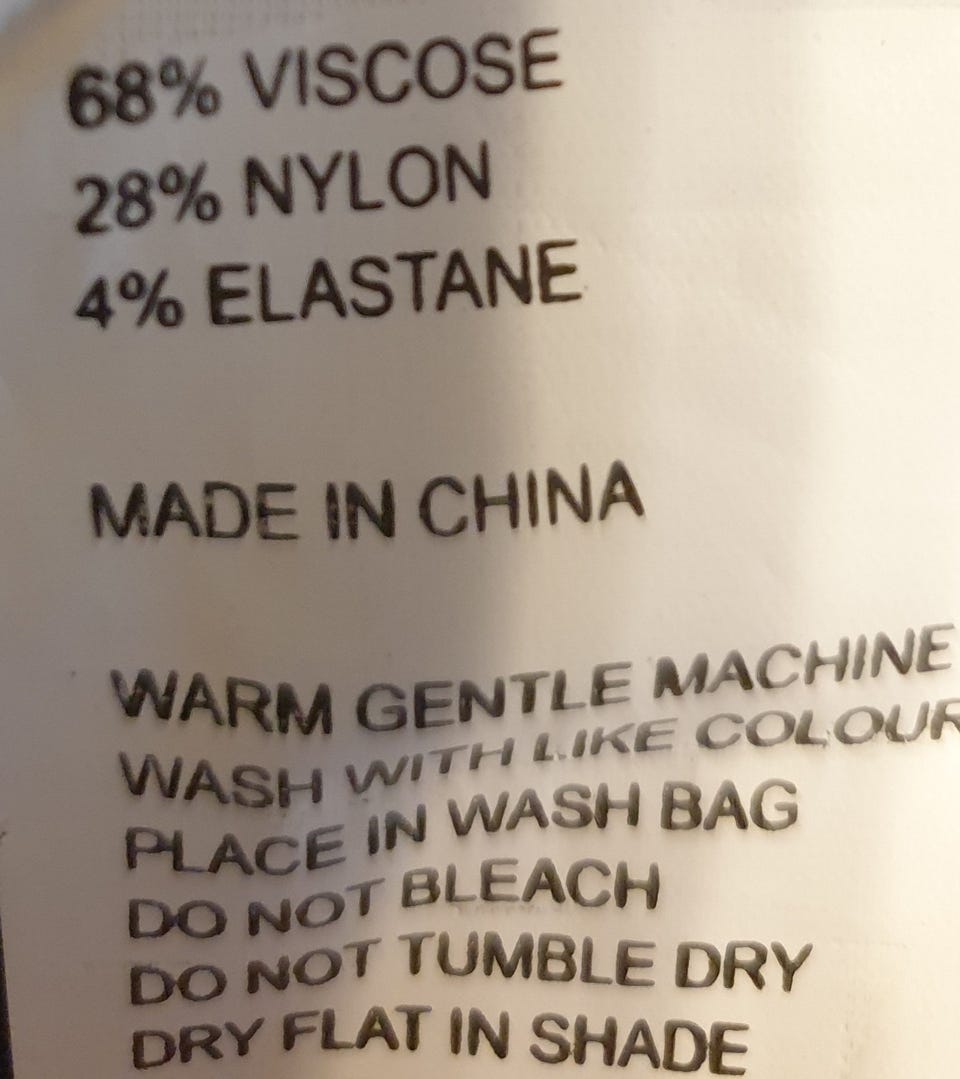 68% VISCOSE
28% NYLON
4% ELASTANE
MADE IN CHINA
WARM GENTLE MACHINE
WASH WITH LIKE COLOUR
PLACE IN WASH BAG
DO NOT BLEACH
DO NOT TUMBLE DRY
DRY FLAT IN SHADE